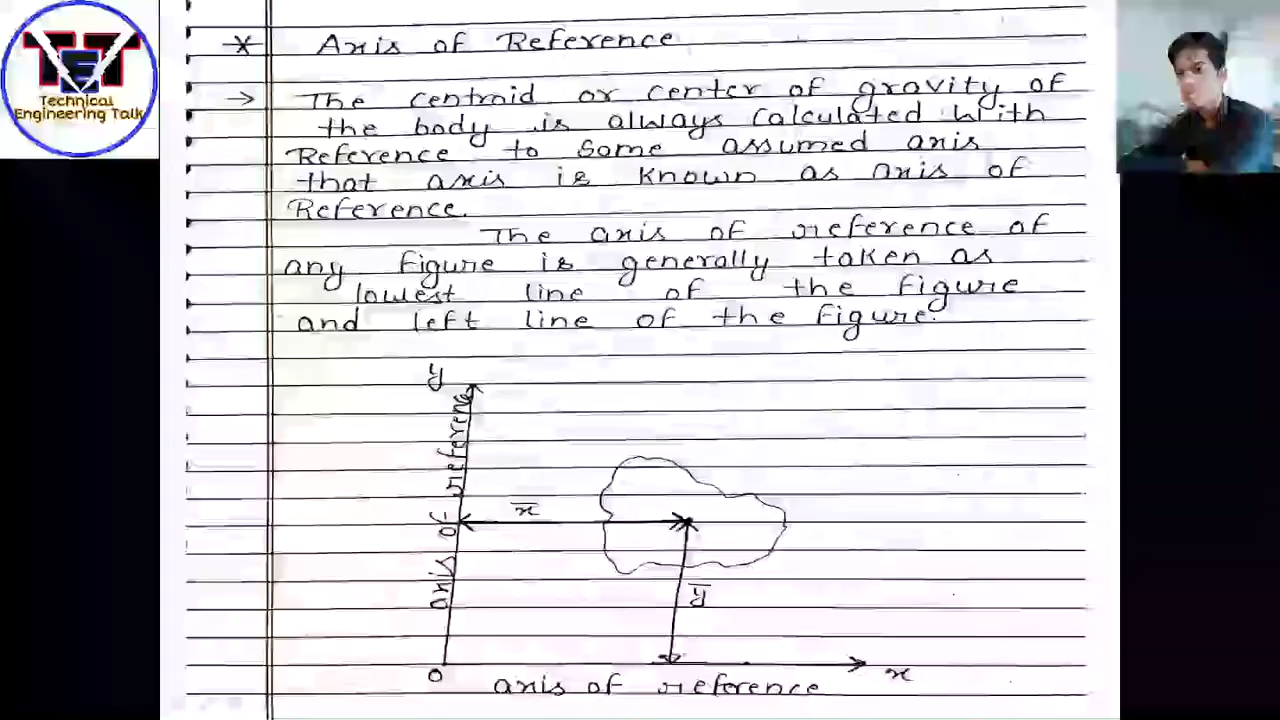 TET
Technical
Engineering Talk
* Axis of Reference
→ The centroid or center of gravity of
the body is always calculated with
Reference to some assumed axis
that axis is known as axis of
Reference.
The axis of reference of
any figure is generally taken as
lowest line of the figure
and left line of the figure.
y
axis of referenc
x̅
y̅
o
x
axis of reference